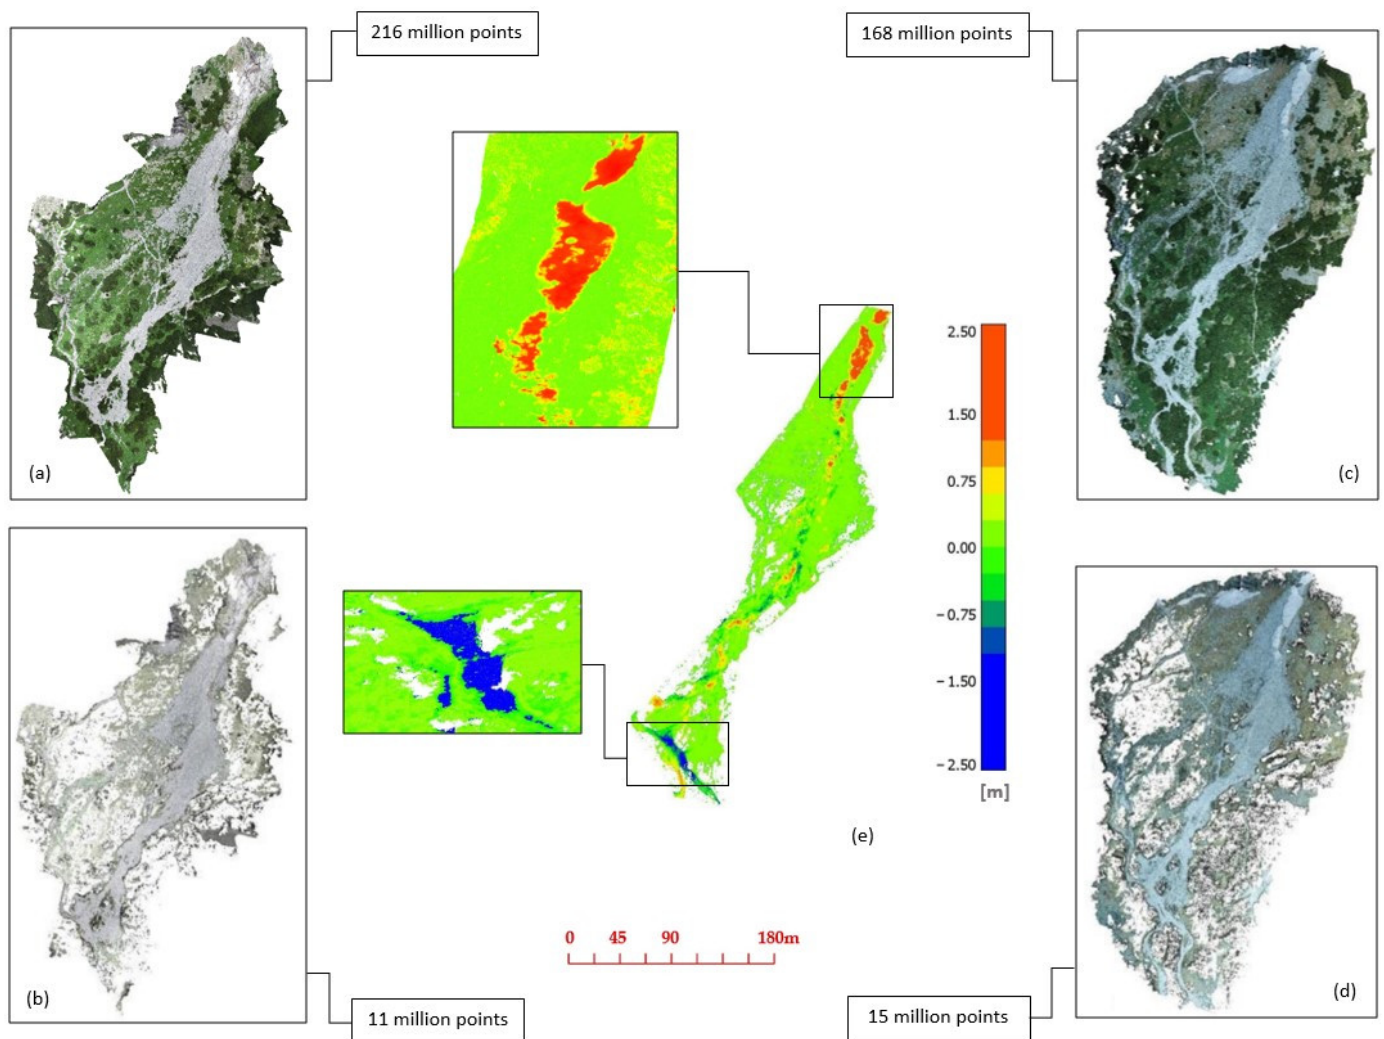 216 million points
168 million points
(a)
(c)
2.50
1.50
0.75
0.00
−0.75
−1.50
−2.50
[m]
(e)
0 45 90 180m
(b)
(d)
11 million points
15 million points